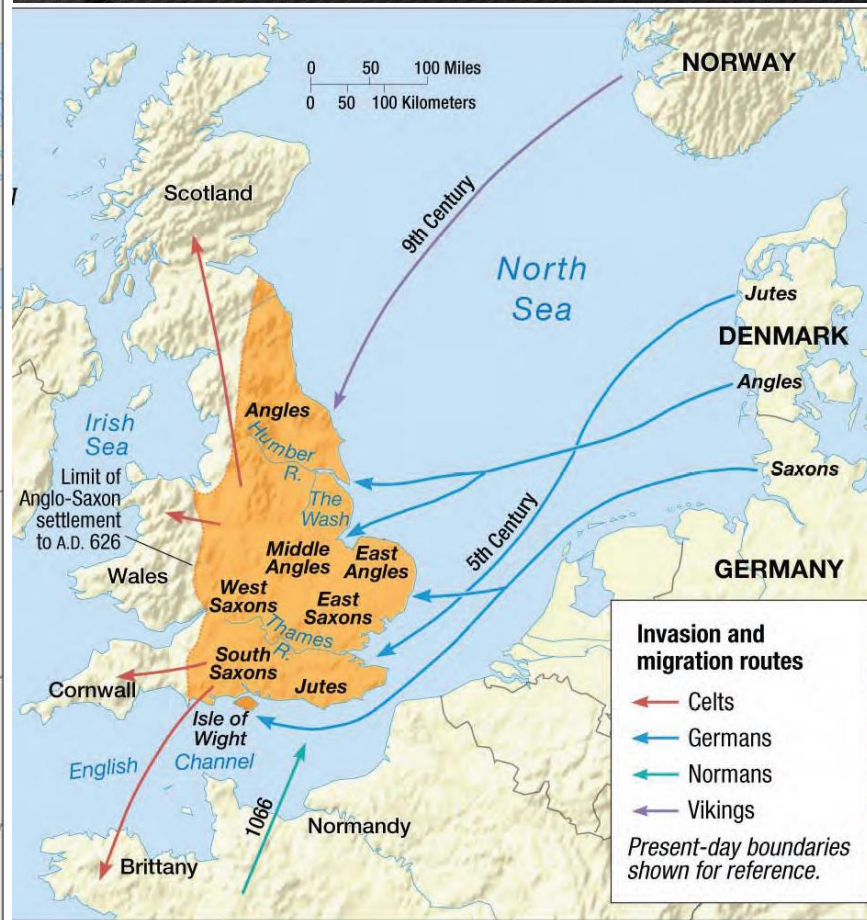 0 50 100 Miles
0 50 100 Kilometers
NORWAY
Scotland
9th Century
North
Sea
Jutes
DENMARK
Angles
Angles
Irish
Sea
Humber
R.
Saxons
Limit of
Anglo-Saxon
settlement
to A.D. 626
The
Wash
5th Century
Middle
Angles
East
Angles
Wales
West
Saxons
East
Saxons
GERMANY
Thames
R.
South
Saxons
Jutes
Cornwall
Isle of
Wight
English
Channel
1066
Normandy
Brittany
Invasion and
migration routes
Celts
Germans
Normans
Vikings
Present-day boundaries
shown for reference.